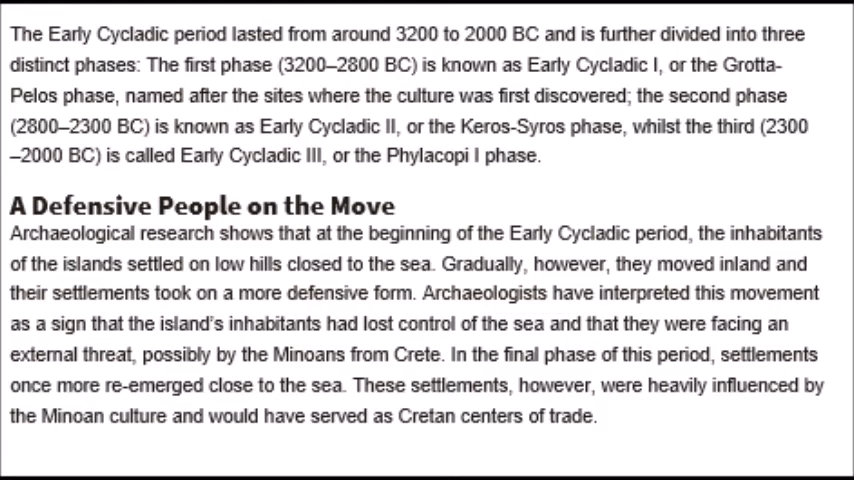 The Early Cycladic period lasted from around 3200 to 2000 BC and is further divided into three
distinct phases: The first phase (3200–2800 BC) is known as Early Cycladic I, or the Grotta-
Pelos phase, named after the sites where the culture was first discovered; the second phase
(2800–2300 BC) is known as Early Cycladic II, or the Keros-Syros phase, whilst the third (2300
–2000 BC) is called Early Cycladic III, or the Phylacopi I phase.
A Defensive People on the Move
Archaeological research shows that at the beginning of the Early Cycladic period, the inhabitants
of the islands settled on low hills closed to the sea. Gradually, however, they moved inland and
their settlements took on a more defensive form. Archaeologists have interpreted this movement
as a sign that the island's inhabitants had lost control of the sea and that they were facing an
external threat, possibly by the Minoans from Crete. In the final phase of this period, settlements
once more re-emerged close to the sea. These settlements, however, were heavily influenced by
the Minoan culture and would have served as Cretan centers of trade.